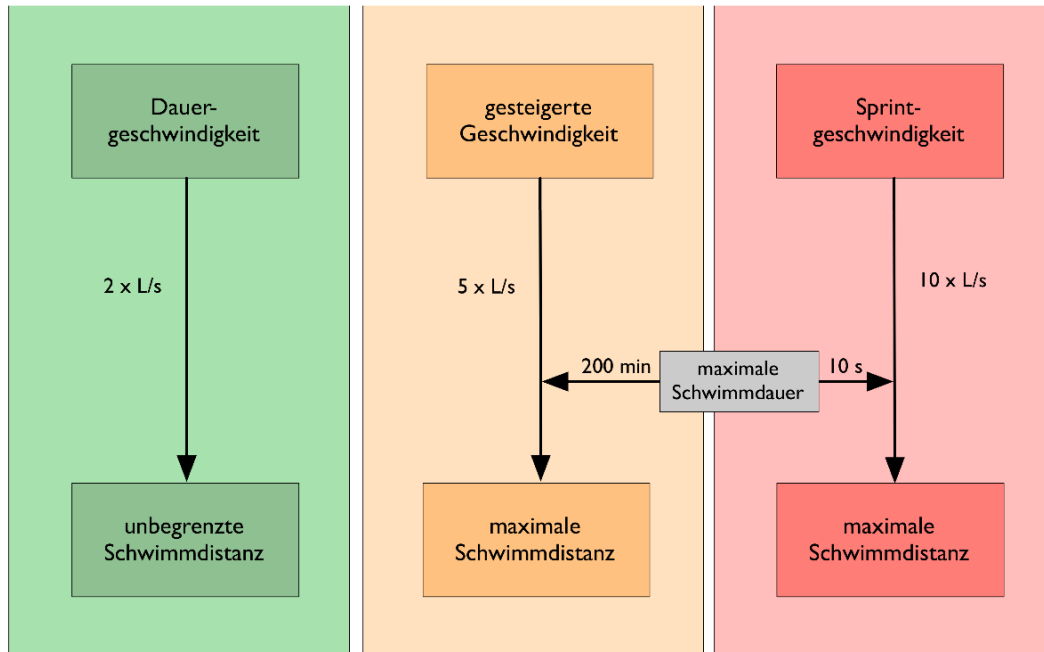 Dauer-
geschwindigkeit
gesteigerte
Geschwindigkeit
Sprint-
geschwindigkeit
2 x L/s
5 x L/s
10 x L/s
200 min
maximale
Schwimmdauer
10 s
unbegrenzte
Schwimmdistanz
maximale
Schwimmdistanz
maximale
Schwimmdistanz